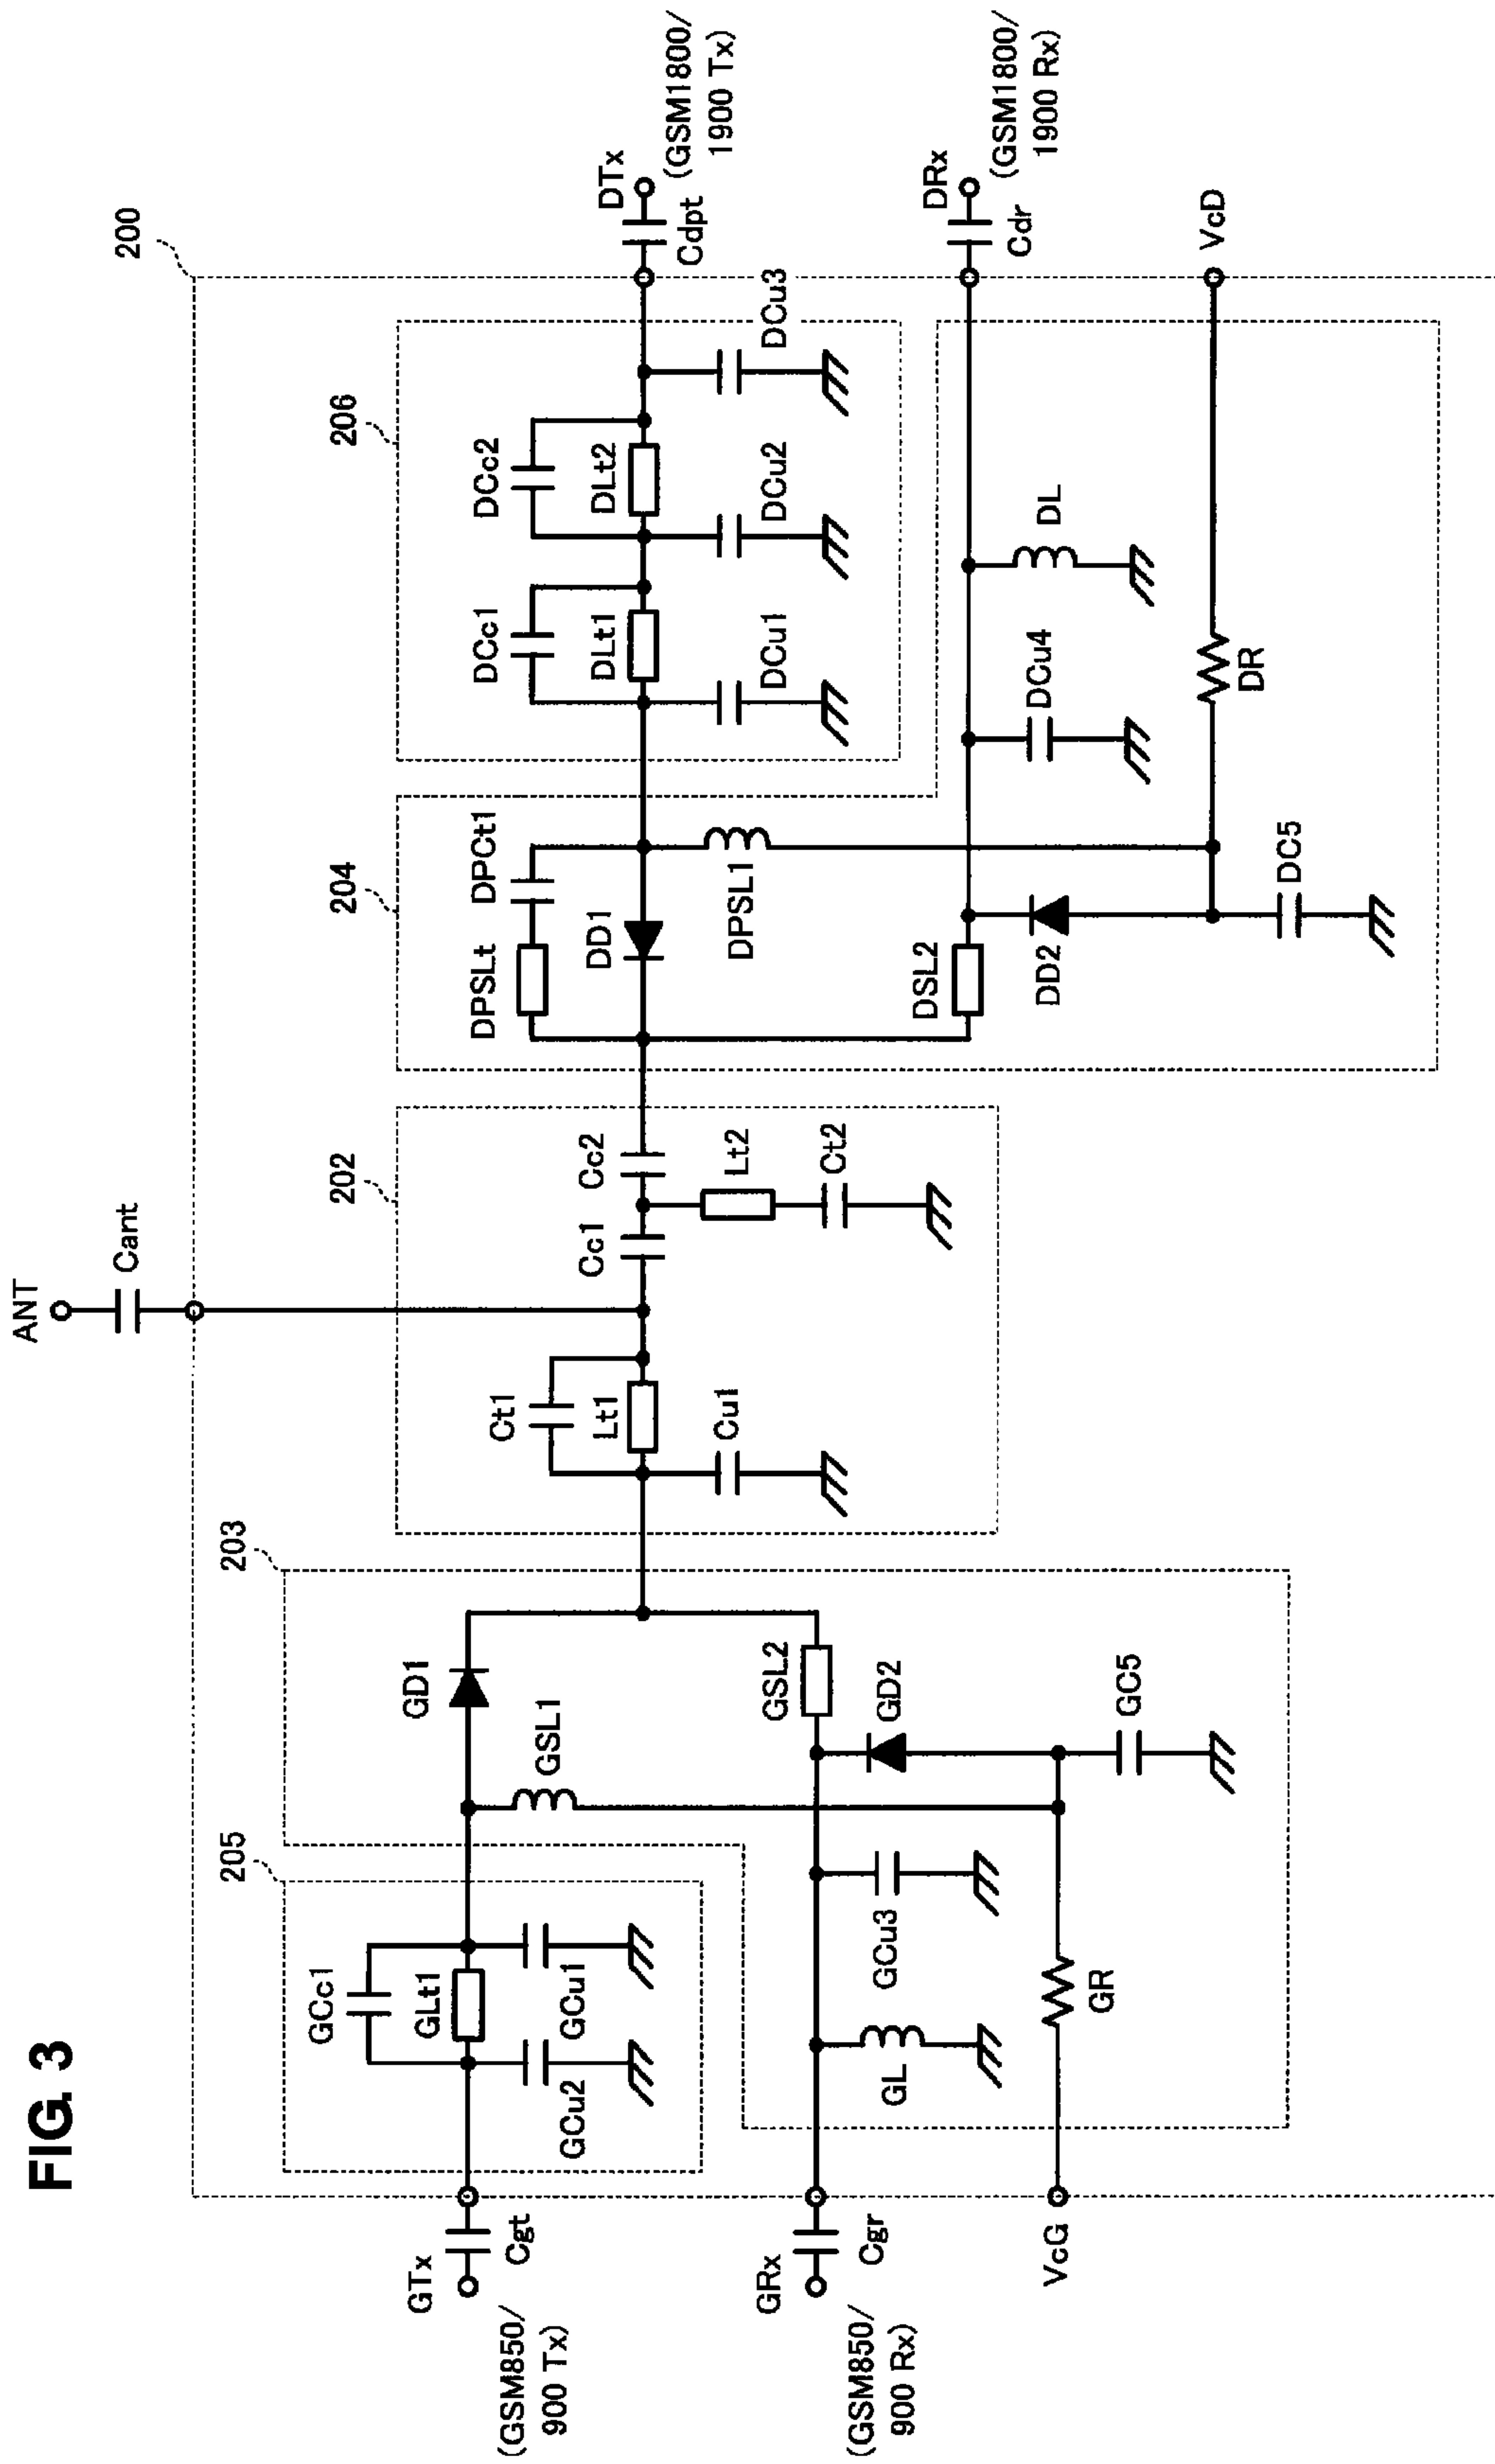 FIG. 3
ANT
Cant
200
205
203
202
204
206
GTx
(GSM850/
900 Tx)
Cgt
GCc1
GLt1
GCu2
GCu1
GD1
GSL1
GRx
(GSM850/
900 Rx)
Cgr
GL
GCu3
GSL2
GD2
GC5
VcG
GR
Ct1
Lt1
Cu1
Cc1
Cc2
Lt2
Ct2
DPSLt
DPCt1
DD1
DPSL1
DSL2
DD2
DC5
DCu4
DL
DR
DCc1
DLt1
DCu1
DCc2
DLt2
DCu2
DCu3
DTx
(GSM1800/
1900 Tx)
Cdpt
DRx
(GSM1800/
1900 Rx)
Cdr
VcD